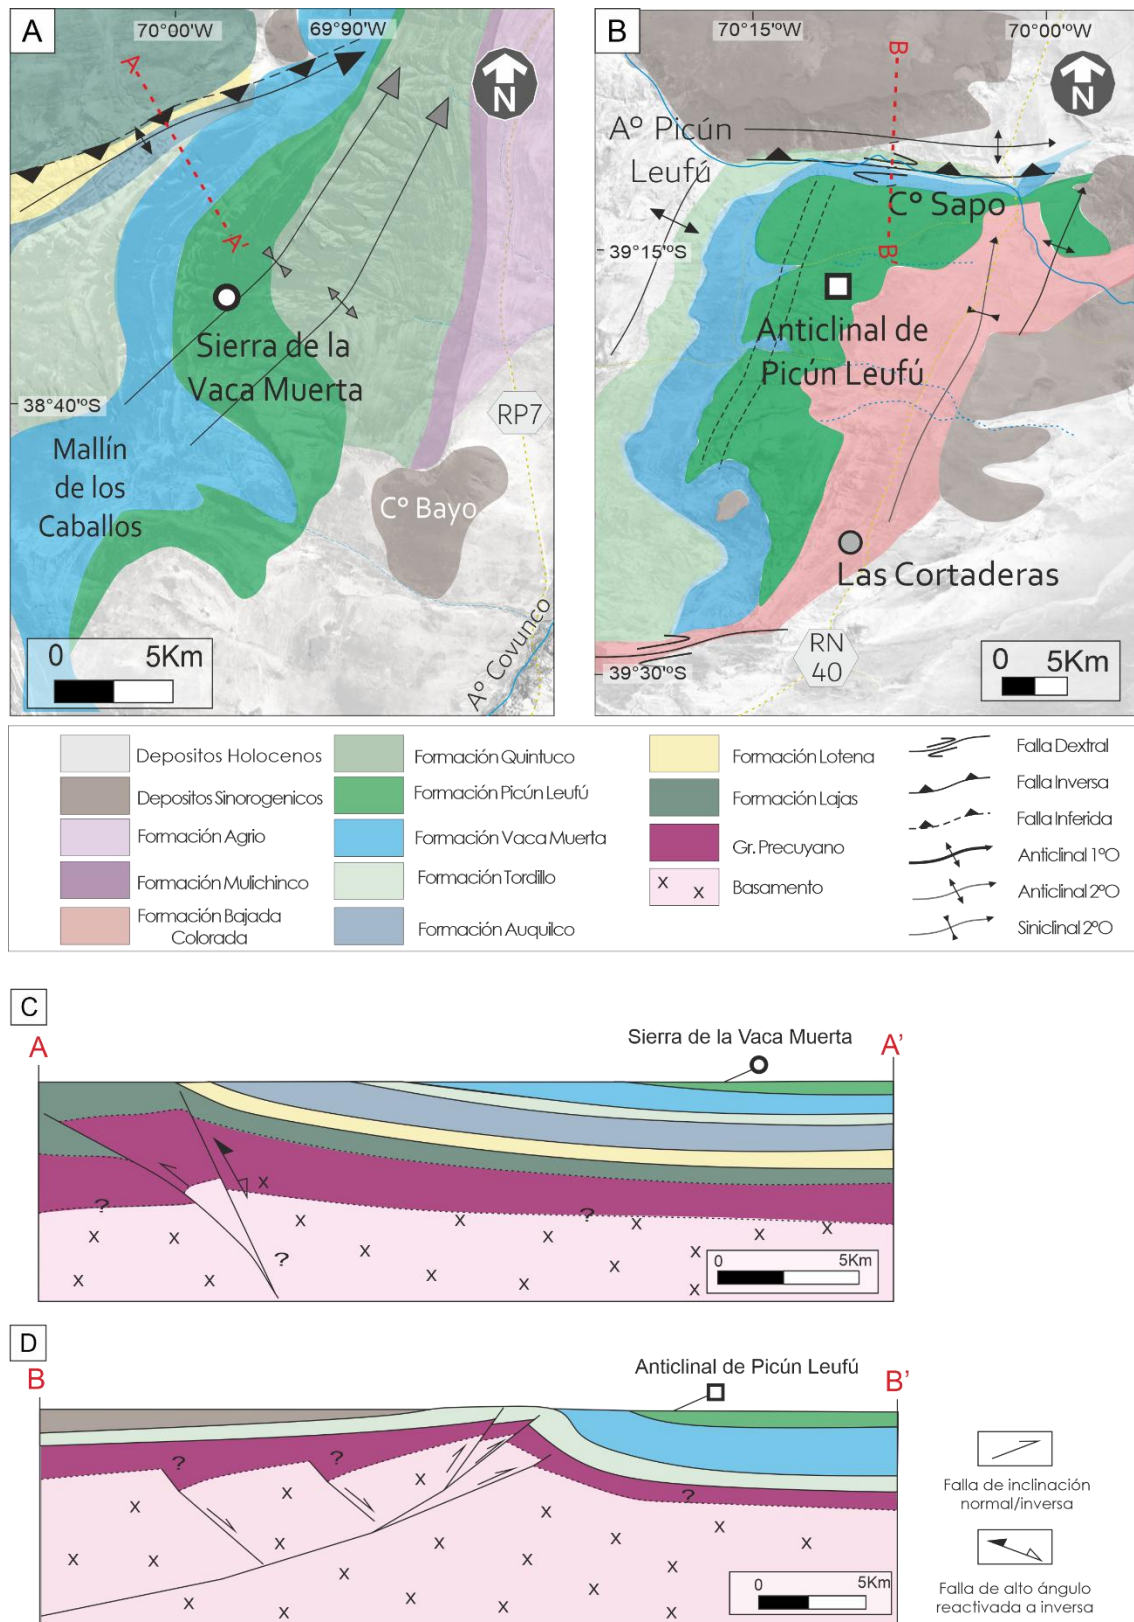 A
70°00'W
69°90'W
A
A'
N
Sierra de la
Vaca Muerta
38°40'°S
Mallín
de los
Caballos
RP7
C° Bayo
A° Covunco
0
5Km
B
70°15'W
70°00'W
B
B'
N
A° Picún
Leufú
C° Sapo
39°15'°S
Anticlinal de
Picún Leufú
Las Cortaderas
RN
40
39°30'°S
0
5Km
Depositos Holocenos
Depositos Sinorogenicos
Formación Agrio
Formación Mulichinco
Formación Bajada
Colorada
Formación Quintuco
Formación Picún Leufú
Formación Vaca Muerta
Formación Tordillo
Formación Auquilco
Formación Lotena
Formación Lajas
Gr. Precuyano
x x
Basamento
Falla Dextral
Falla Inversa
Falla Inferida
Anticlinal 1°O
Anticlinal 2°O
Siniclinal 2°O
C
A
Sierra de la Vaca Muerta
A'
?
?
?
0
5Km
D
B
Anticlinal de Picún Leufú
B'
?
?
?
0
5Km
Falla de inclinación
normal/inversa
Falla de alto ángulo
reactivada a inversa